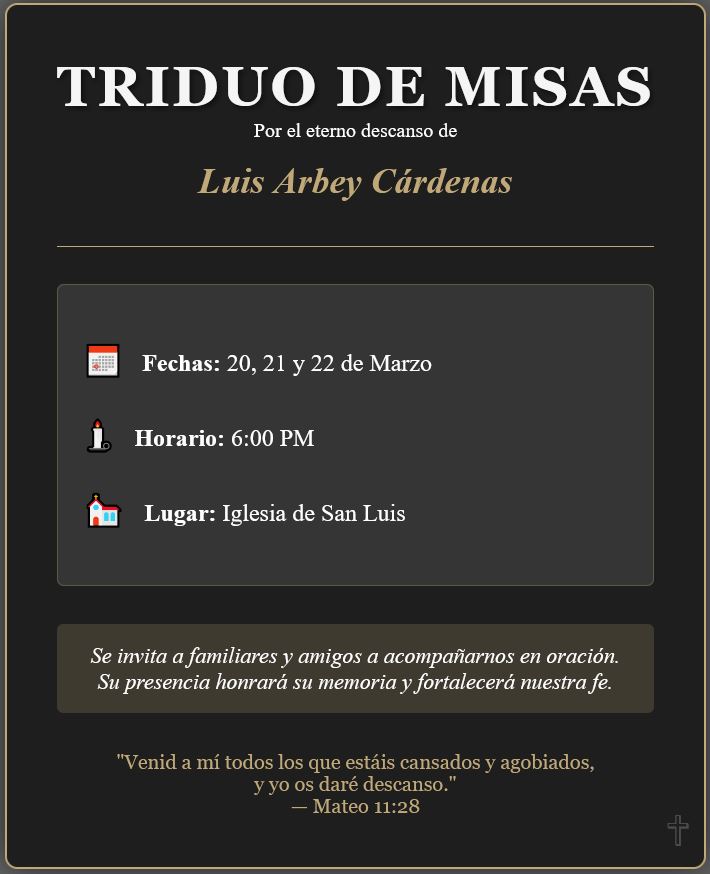 TRIDUO DE MISAS
Por el eterno descanso de
Luis Arbey Cárdenas
Fechas: 20, 21 y 22 de Marzo
Horario: 6:00 PM
Lugar: Iglesia de San Luis
Se invita a familiares y amigos a acompañarnos en oración.
Su presencia honrará su memoria y fortalecerá nuestra fe.
"Venid a mí todos los que estáis cansados y agobiados,
y yo os daré descanso."
— Mateo 11:28